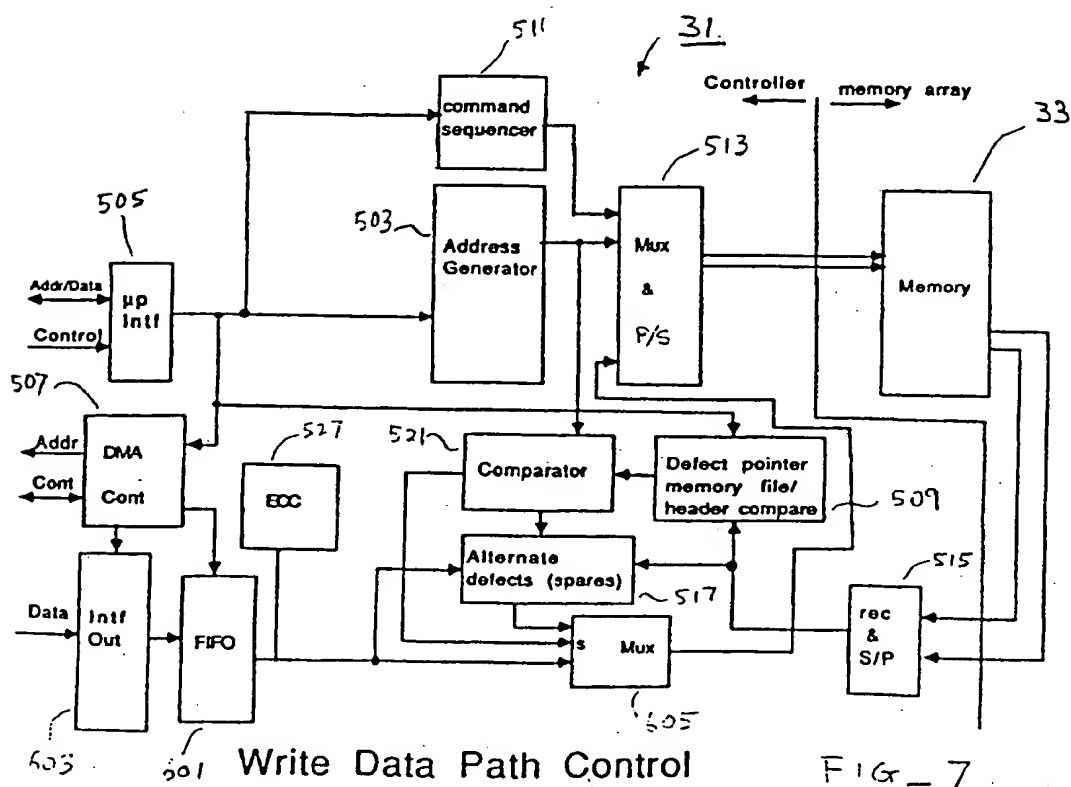 511
31.
Controller
memory array
command
sequencer
33
513
505
503
Address
Generator
Mux
&
P/S
Memory
Addr/Data
µp
Intf
Control
507
527
521
Addr
DMA
Cont
Cont
ECC
Comparator
Defect pointer
memory file/
header compare
509
Alternate
defects (spares)
517
515
Data
Intf
Out
FIFO
s
Mux
rec
&
S/P
603
601
605
Write Data Path Control
FIG_7